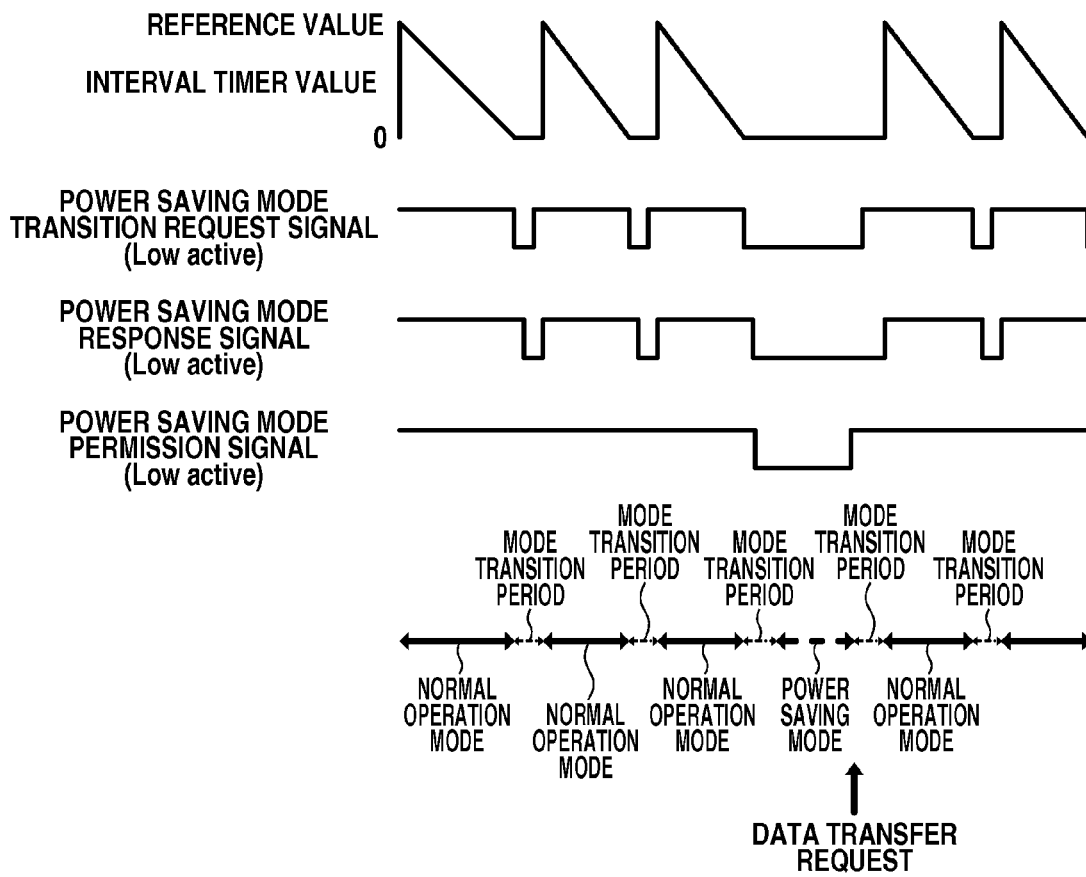 REFERENCE VALUE
INTERVAL TIMER VALUE
0
POWER SAVING MODE
TRANSITION REQUEST SIGNAL
(Low active)
POWER SAVING MODE
RESPONSE SIGNAL
(Low active)
POWER SAVING MODE
PERMISSION SIGNAL
(Low active)
MODE
TRANSITION
PERIOD
MODE
TRANSITION
PERIOD
MODE
TRANSITION
PERIOD
MODE
TRANSITION
PERIOD
MODE
TRANSITION
PERIOD
NORMAL
OPERATION
MODE
NORMAL
OPERATION
MODE
NORMAL
OPERATION
MODE
POWER
SAVING
MODE
NORMAL
OPERATION
MODE
DATA TRANSFER
REQUEST